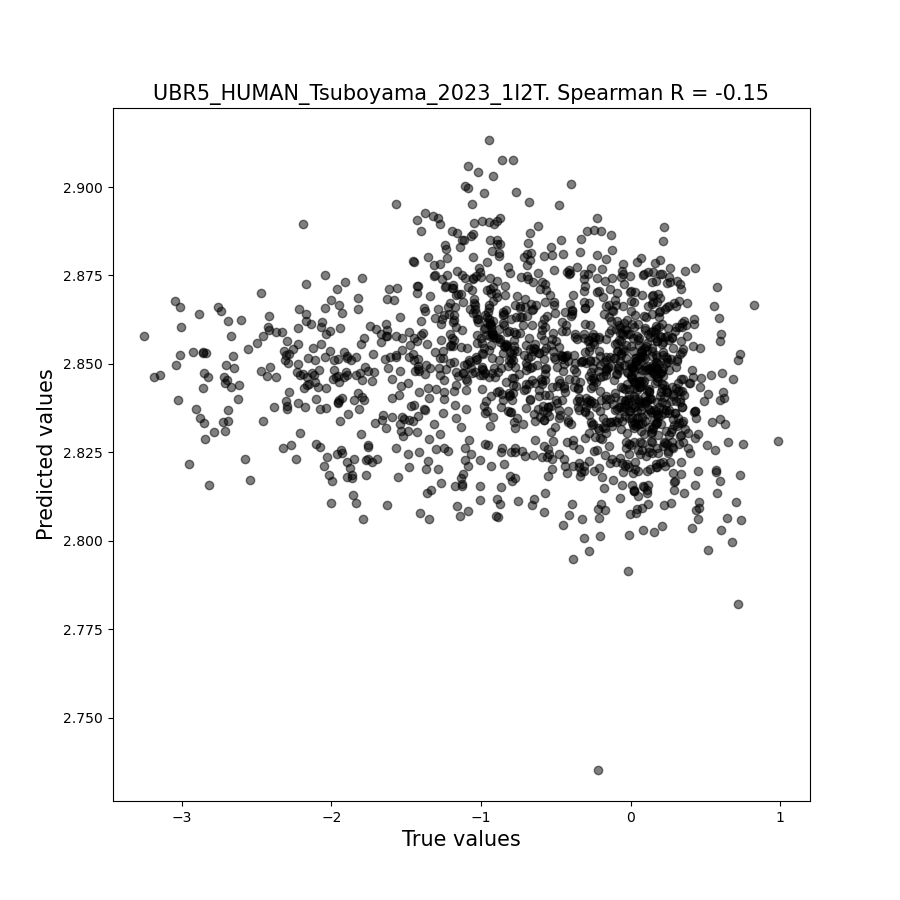 UBR5_HUMAN_Tsuboyama_2023_1I2T. Spearman R = -0.15
2.900
2.875
2.850
2.825
2.800
2.775
2.750
Predicted values
−3 −2 −1 0 1
True values